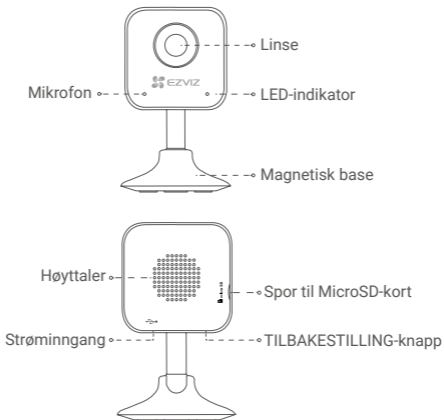 Linse
EZVIZ
Mikrofon
LED-indikator
Magnetisk base
Høyttaler
Spor til MicroSD-kort
Strøminngang
TILBAKESTILLING-knapp